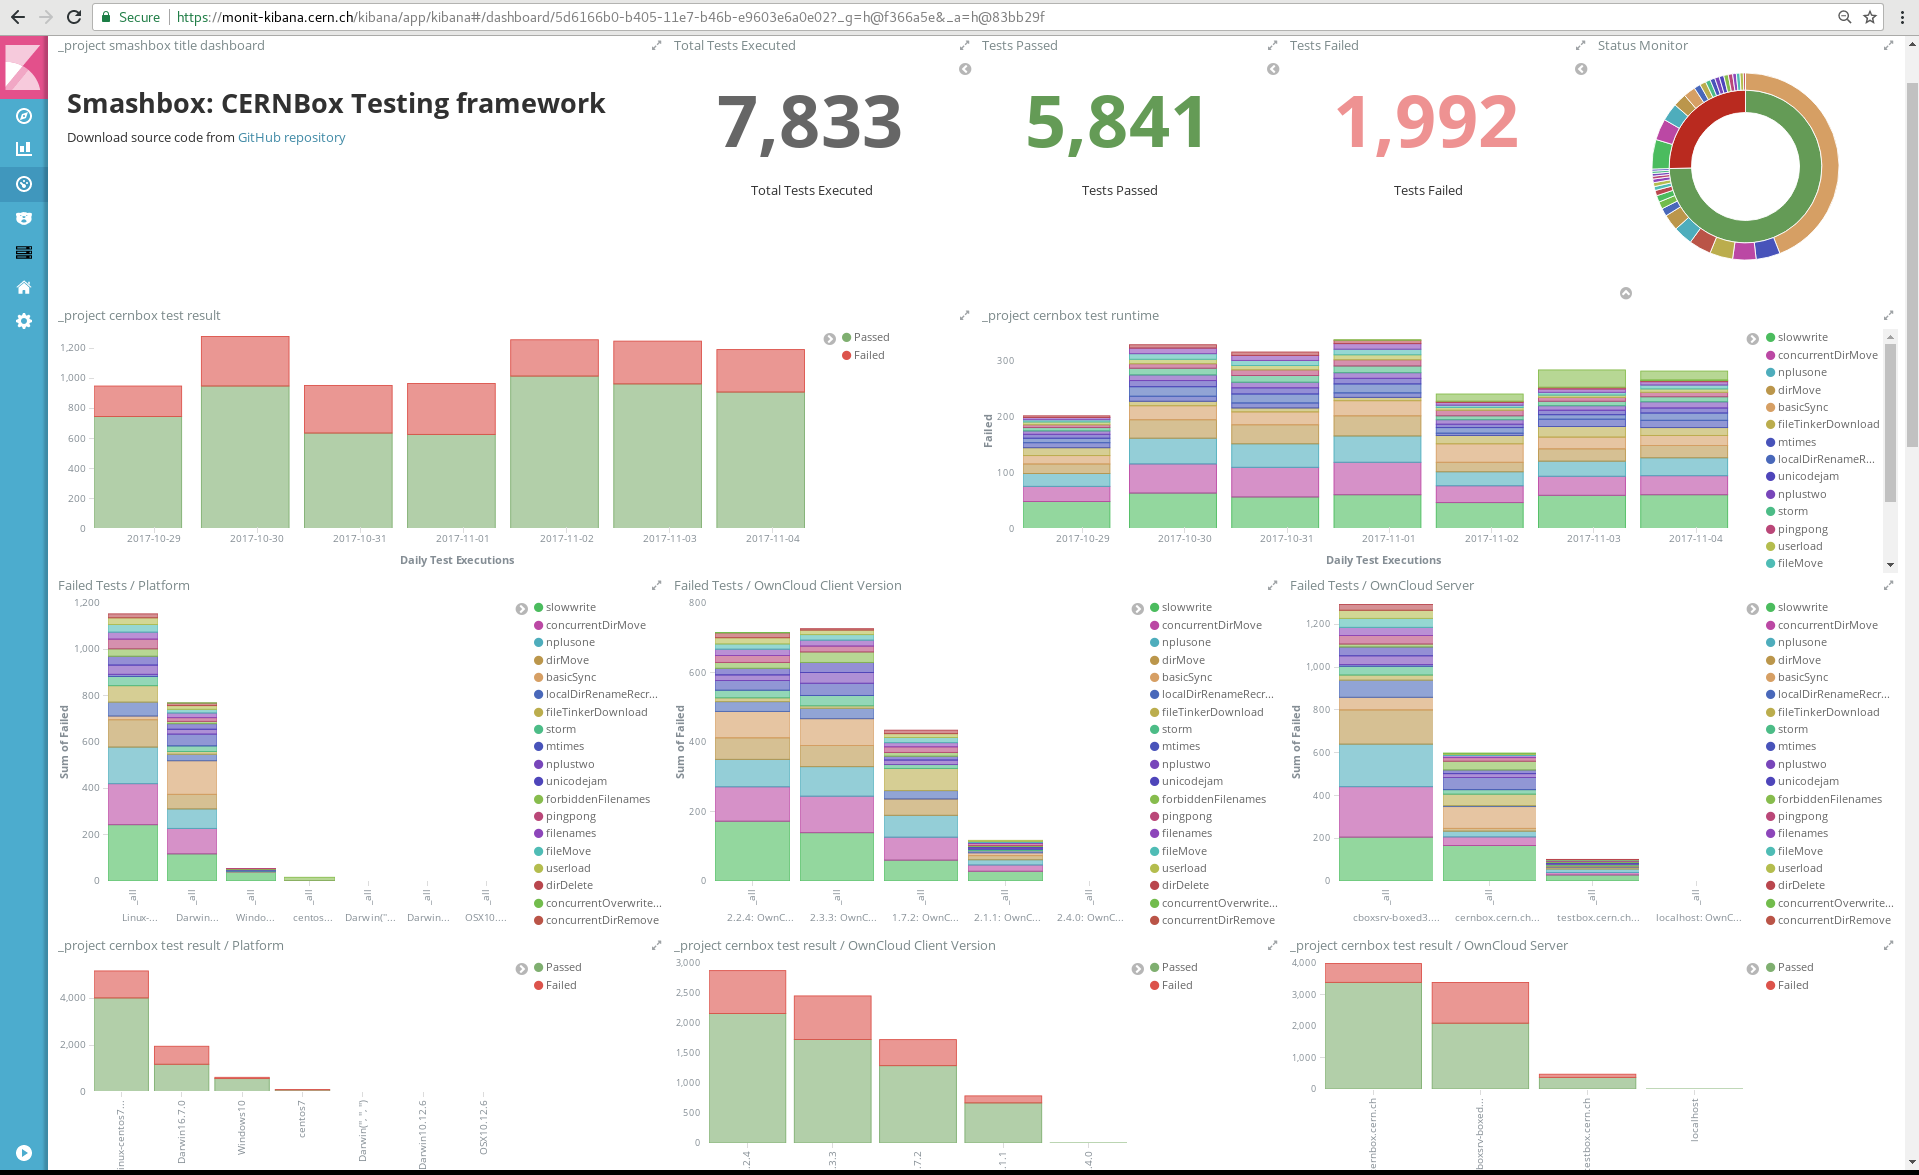 Secure
https://monit-kibana.cern.ch/kibana/app/kibana#/dashboard/5d6166b0-b405-11e7-b46b-e9603e6a0e02?_g=h@f366a5e&_a=h@83bb29f
_project smashbox title dashboard
Smashbox: CERNBox Testing framework
Download source code from GitHub repository
Total Tests Executed
7,833
Total Tests Executed
Tests Passed
5,841
Tests Passed
Tests Failed
1,992
Tests Failed
Status Monitor
_project cernbox test result
1,200
1,000
800
600
400
200
0
2017-10-29
2017-10-30
2017-10-31
2017-11-01
2017-11-02
2017-11-03
2017-11-04
Daily Test Executions
Passed
Failed
_project cernbox test runtime
Failed
300
200
100
0
2017-10-29
2017-10-30
2017-10-31
2017-11-01
2017-11-02
2017-11-03
2017-11-04
Daily Test Executions
slowwrite
concurrentDirMove
nplusone
dirMove
basicSync
fileTinkerDownload
mtimes
localDirRenameR...
unicodejam
nplustwo
storm
pingpong
userload
fileMove
Failed Tests / Platform
Sum of Failed
1,200
1,000
800
600
400
200
0
_all
_all
_all
_all
_all
_all
_all
Linux-...
Darwin...
Windo...
centos...
Darwin("...
Darwin...
OSX10....
slowwrite
concurrentDirMove
nplusone
dirMove
basicSync
localDirRenameRecr...
fileTinkerDownload
storm
mtimes
nplustwo
unicodejam
forbiddenFilenames
pingpong
filenames
fileMove
userload
dirDelete
concurrentOverwrite...
concurrentDirRemove
Failed Tests / OwnCloud Client Version
Sum of Failed
800
600
400
200
0
_all
_all
_all
_all
_all
2.2.4: OwnC...
2.3.3: OwnC...
1.7.2: OwnC...
2.1.1: OwnC...
2.4.0: OwnC...
slowwrite
concurrentDirMove
nplusone
dirMove
basicSync
localDirRenameRecr...
fileTinkerDownload
storm
mtimes
nplustwo
unicodejam
forbiddenFilenames
pingpong
filenames
fileMove
userload
dirDelete
concurrentOverwrite...
concurrentDirRemove
Failed Tests / OwnCloud Server
Sum of Failed
1,200
1,000
800
600
400
200
0
_all
_all
_all
_all
cboxsrv-boxed3....
cernbox.cern.ch...
testbox.cern.ch...
localhost: OwnC...
slowwrite
concurrentDirMove
nplusone
dirMove
basicSync
localDirRenameRecr...
fileTinkerDownload
storm
mtimes
nplustwo
unicodejam
forbiddenFilenames
pingpong
filenames
fileMove
userload
dirDelete
concurrentOverwrite...
concurrentDirRemove
_project cernbox test result / Platform
4,000
2,000
0
inux-centos7...
Darwin16.7.0
Windows10
centos7
Darwin('', '', '')
Darwin10.12.6
OSX10.12.6
Passed
Failed
_project cernbox test result / OwnCloud Client Version
3,000
2,500
2,000
1,500
1,000
500
0
.2.4
.3.3
.7.2
.1.1
.4.0
Passed
Failed
_project cernbox test result / OwnCloud Server
4,000
3,000
2,000
1,000
0
ernbox.cern.ch
boxsrv-boxed...
testbox.cern.ch
localhost
Passed
Failed